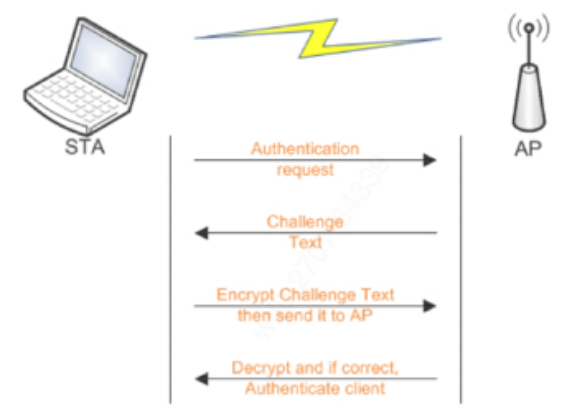 STA
AP
Authentication
request
Challenge
Text
Encrypt Challenge Text
then send it to AP
Decrypt and if correct,
Authenticate client